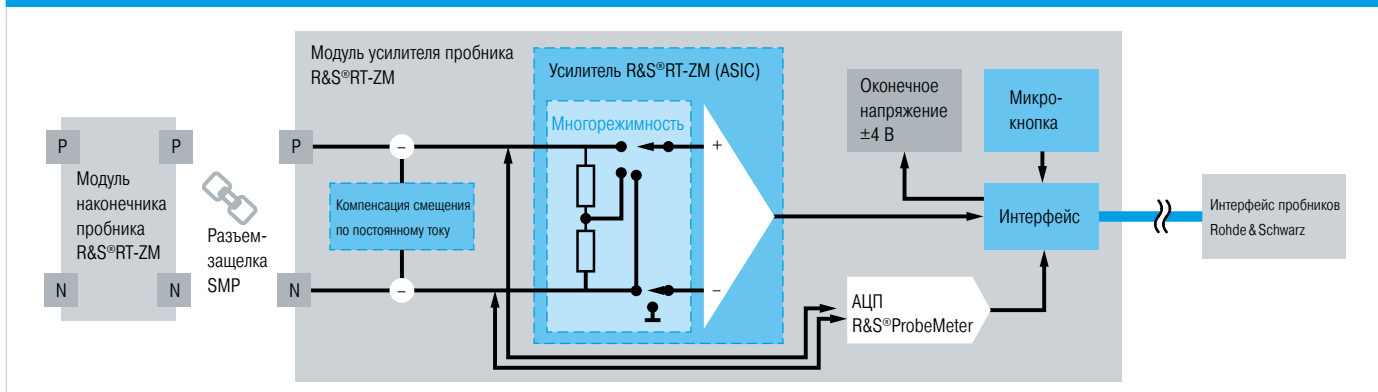 Модуль усилителя пробника
R&S®RT-ZM
Усилитель R&S®RT-ZM (ASIC)
Многорежимность
Оконечное
напряжение
±4 В
Микро-
кнопка
P
P
P
Модуль
наконечника
пробника
R&S®RT-ZM
Разъем-
защелка
SMP
N
N
N
–
Компенсация смещения
по постоянному току
–
+
–
Интерфейс
АЦП
R&S®ProbeMeter
Интерфейс пробников
Rohde & Schwarz